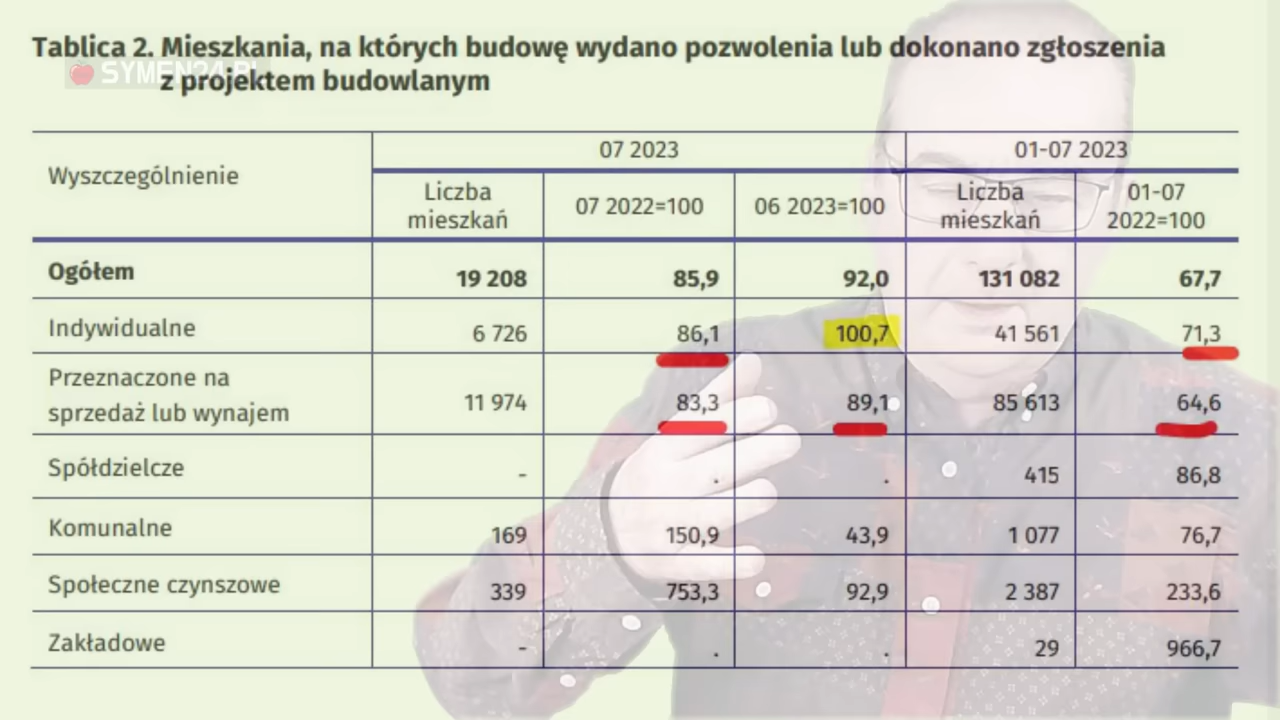 Tablica 2. Mieszkania, na których budowę wydano pozwolenia lub dokonano zgłoszenia
z projektem budowlanym
SYMEN24.PL
Wyszczególnienie 07 2023 01-07 2023
Liczba mieszkań 07 2022=100 06 2023=100 Liczba mieszkań 01-07 2022=100
Ogółem 19 208 85,9 92,0 131 082 67,7
Indywidualne 6 726 86,1 100,7 41 561 71,3
Przeznaczone na
sprzedaż lub wynajem 11 974 83,3 89,1 85 613 64,6
Spółdzielcze - . . 415 86,8
Komunalne 169 150,9 43,9 1 077 76,7
Społeczne czynszowe 339 753,3 92,9 2 387 233,6
Zakładowe - . . 29 966,7